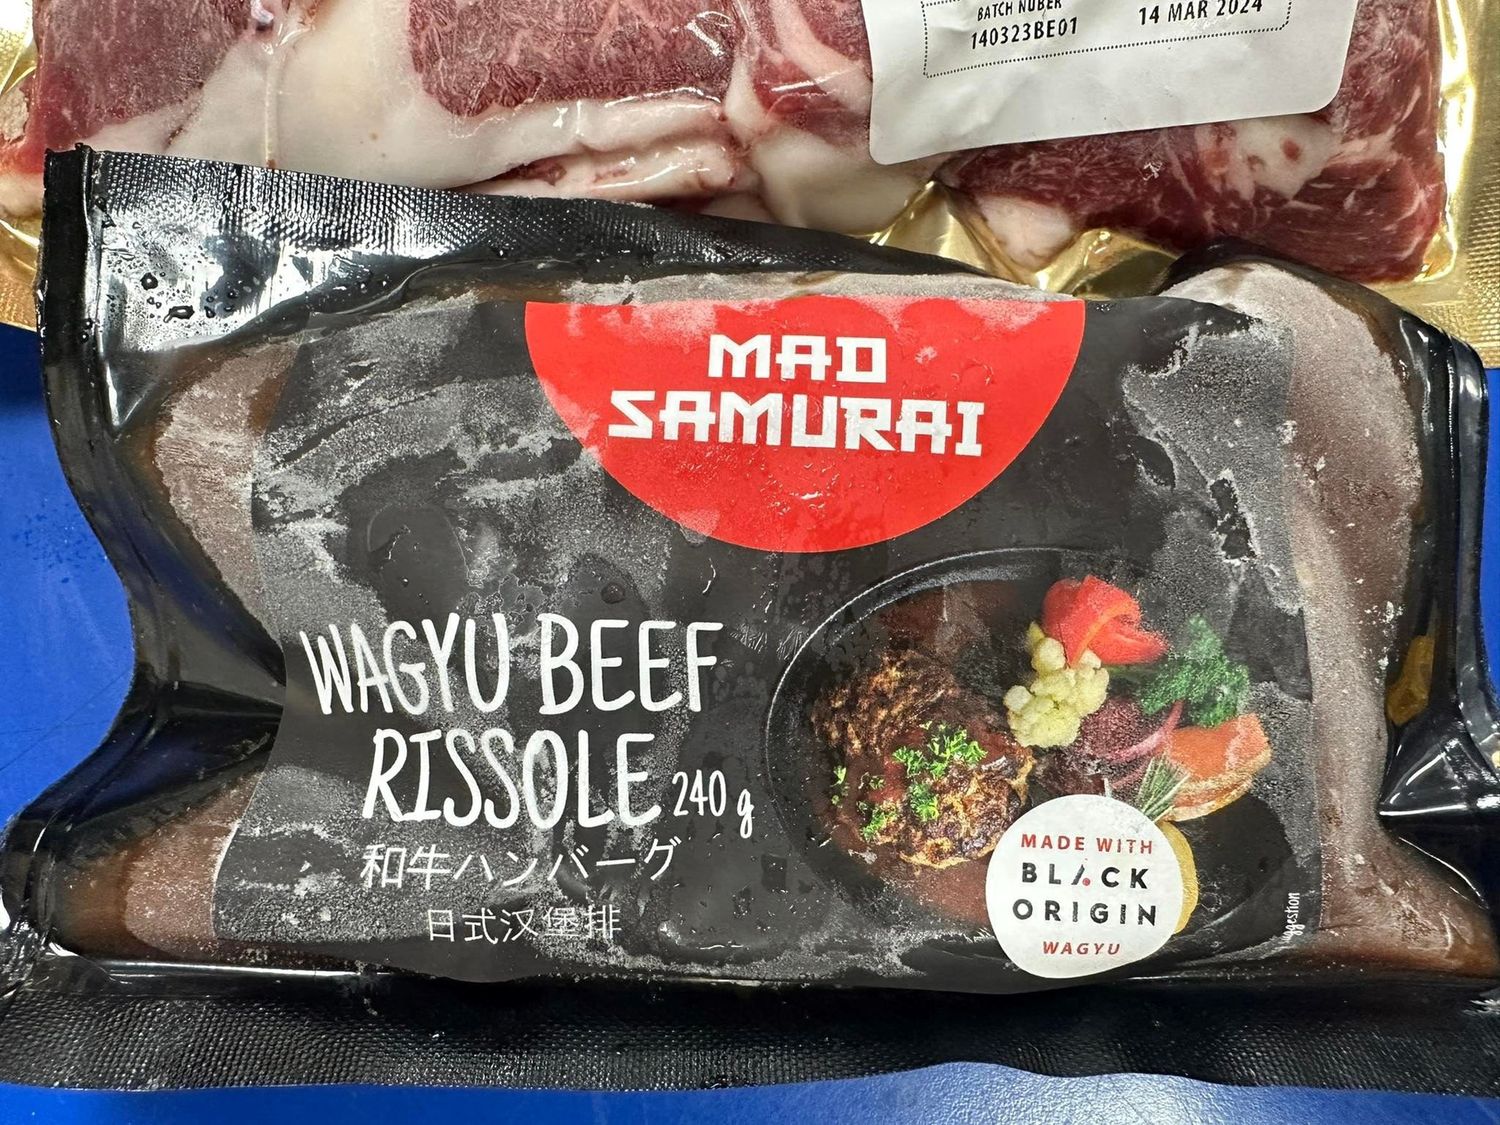 BATCH NUBER
140323BE01
14 MAR 2024
MAD
SAMURAI
WAGYU BEEF
RISSOLE 240 g
和牛ハンバーグ
日式汉堡排
MADE WITH
BLACK
ORIGIN
WAGYU